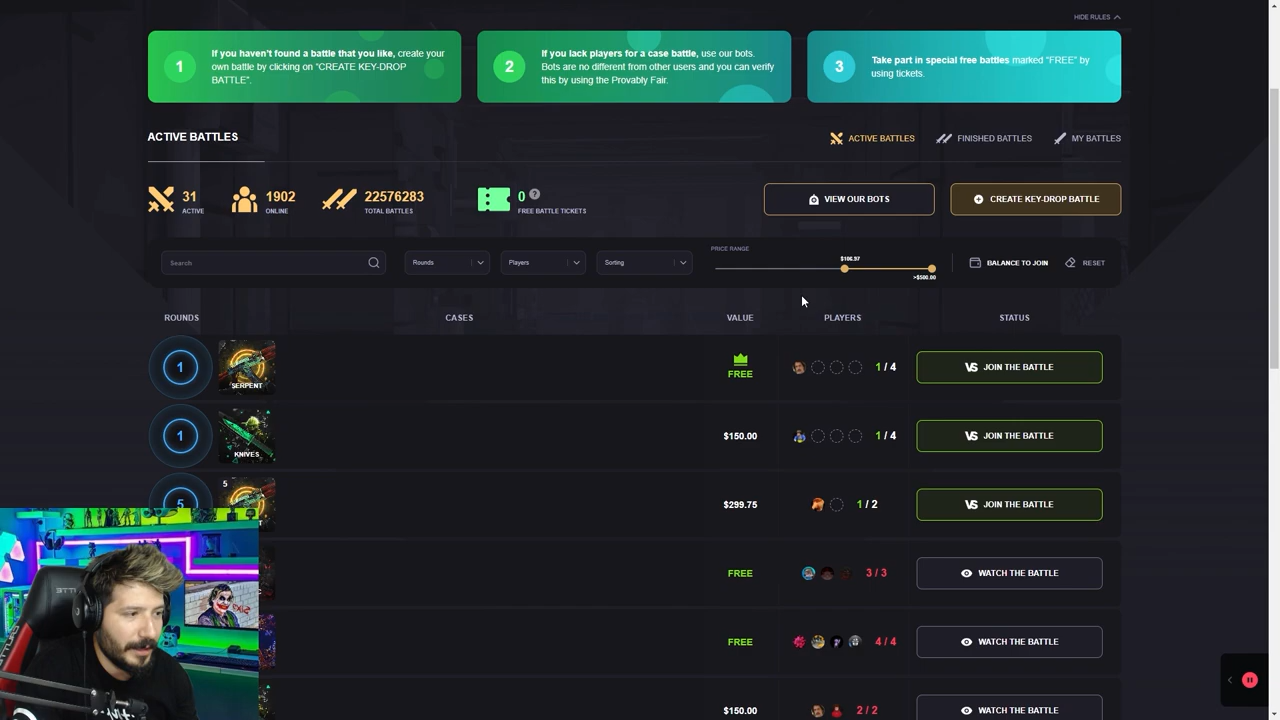 HIDE RULES
1
If you haven't found a battle that you like, create your
own battle by clicking on "CREATE KEY-DROP
BATTLE".
2
If you lack players for a case battle, use our bots.
Bots are no different from other users and you can verify
this by using the Provably Fair.
3
Take part in special free battles marked "FREE" by
using tickets.
ACTIVE BATTLES
ACTIVE BATTLES
FINISHED BATTLES
MY BATTLES
31
ACTIVE
1902
ONLINE
22576283
TOTAL BATTLES
0 ?
FREE BATTLE TICKETS
VIEW OUR BOTS
CREATE KEY-DROP BATTLE
Search
Rounds
Players
Sorting
PRICE RANGE
$106.97
>$500.00
BALANCE TO JOIN
RESET
ROUNDS CASES VALUE PLAYERS STATUS
1 SERPENT FREE 1 / 4 VS JOIN THE BATTLE
1 KNIVES $150.00 1 / 4 VS JOIN THE BATTLE
5 5 $299.75 1 / 2 VS JOIN THE BATTLE
FREE 3 / 3 WATCH THE BATTLE
FREE 4 / 4 WATCH THE BATTLE
$150.00 2 / 2 WATCH THE BATTLE